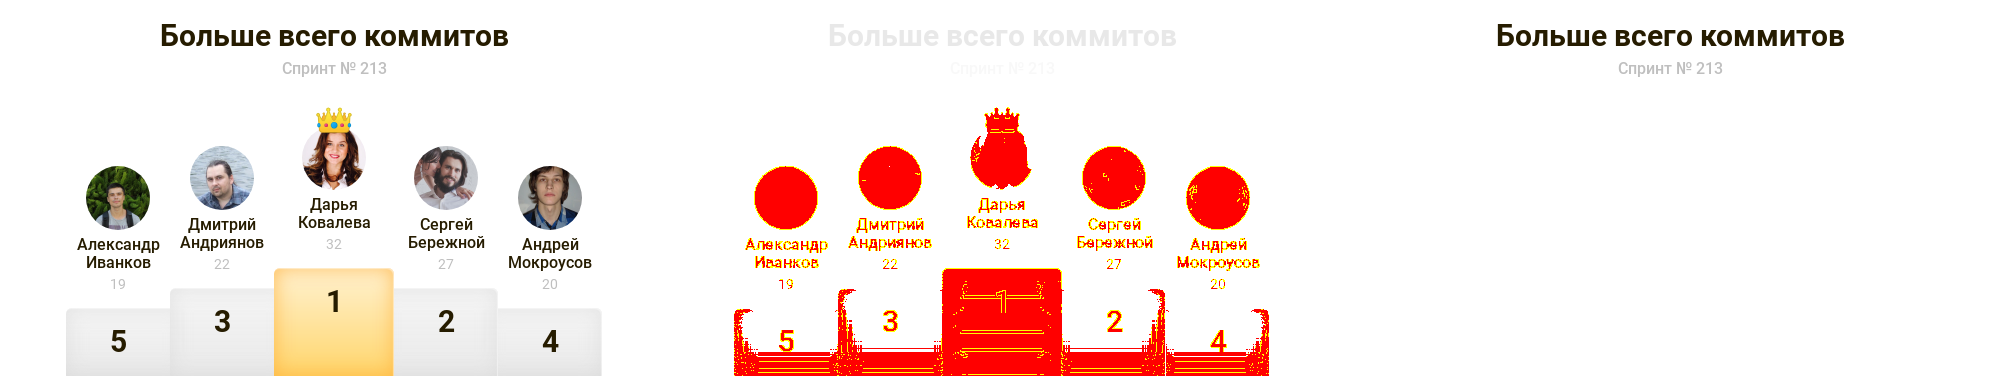 Больше всего коммитов
Спринт № 213
Александр
Иванков
19
Дмитрий
Андриянов
22
Дарья
Ковалева
32
Сергей
Бережной
27
Андрей
Мокроусов
20
5
3
1
2
4
Больше всего коммитов
Спринт № 213
Александр
Иванков
19
Дмитрий
Андриянов
22
Дарья
Ковалева
32
Сергей
Бережной
27
Андрей
Мокроусов
20
5
3
1
2
4
Больше всего коммитов
Спринт № 213